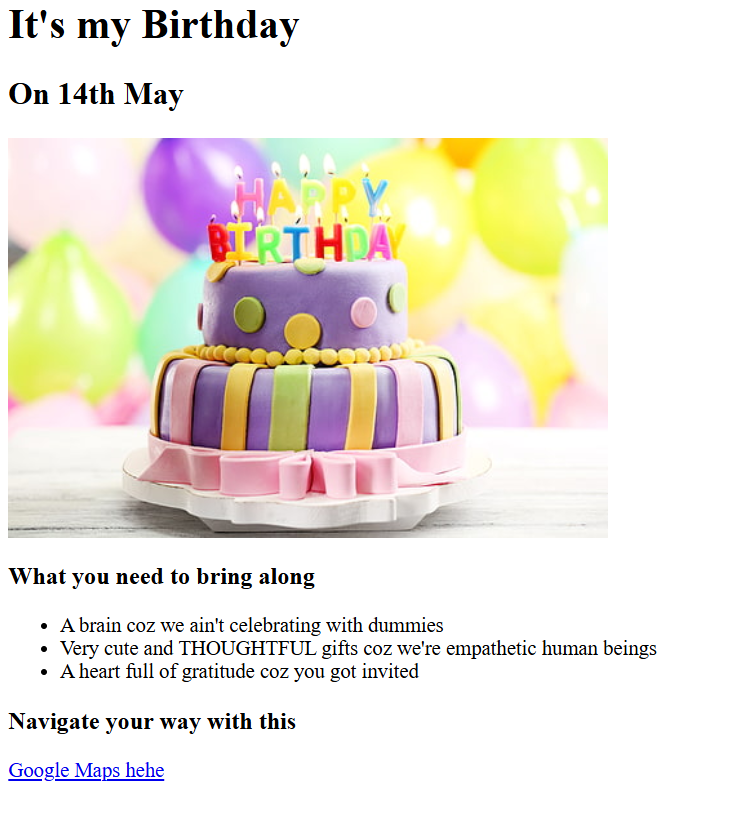 It's my Birthday
On 14th May
HAPPY
BIRTHDAY
What you need to bring along
A brain coz we ain't celebrating with dummies
Very cute and THOUGHTFUL gifts coz we're empathetic human beings
A heart full of gratitude coz you got invited
Navigate your way with this
Google Maps hehe